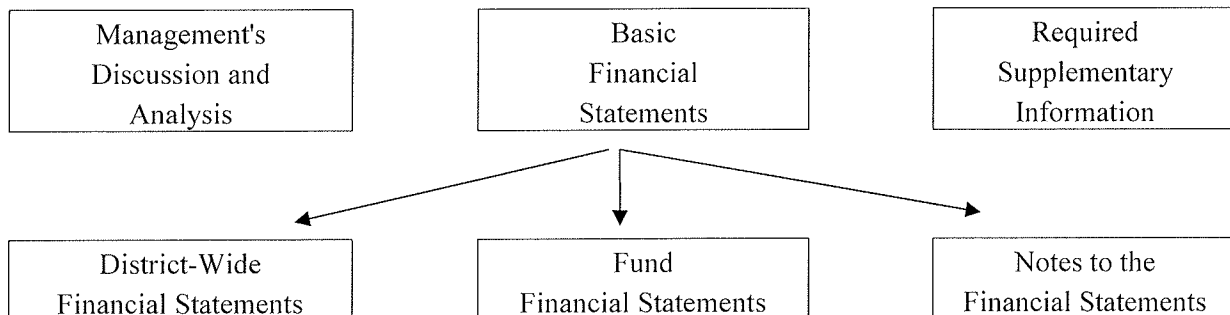 Management's
Discussion and
Analysis
Basic
Financial
Statements
Required
Supplementary
Information
District-Wide
Financial Statements
Fund
Financial Statements
Notes to the
Financial Statements